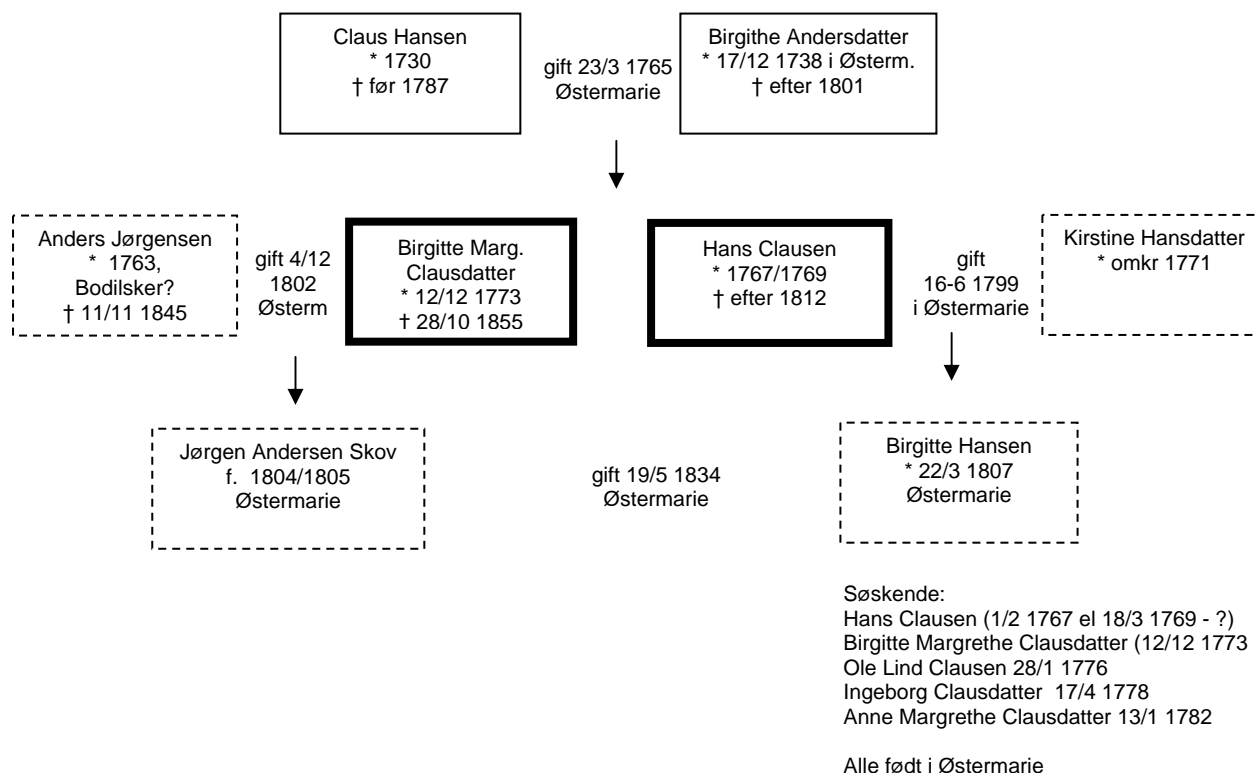 Claus Hansen
* 1730
† før 1787
gift 23/3 1765
Østermarie
Birgithe Andersdatter
* 17/12 1738 i Østerm.
† efter 1801
Anders Jørgensen
* 1763,
Bodilsker?
† 11/11 1845
gift 4/12
1802
Østerm
Birgitte Marg.
Clausdatter
* 12/12 1773
† 28/10 1855
Hans Clausen
* 1767/1769
† efter 1812
gift
16-6 1799
i Østermarie
Kirstine Hansdatter
* omkr 1771
Jørgen Andersen Skov
f. 1804/1805
Østermarie
gift 19/5 1834
Østermarie
Birgitte Hansen
* 22/3 1807
Østermarie
Søskende:
Hans Clausen (1/2 1767 el 18/3 1769 - ?)
Birgitte Margrethe Clausdatter (12/12 1773
Ole Lind Clausen 28/1 1776
Ingeborg Clausdatter 17/4 1778
Anne Margrethe Clausdatter 13/1 1782
Alle født i Østermarie